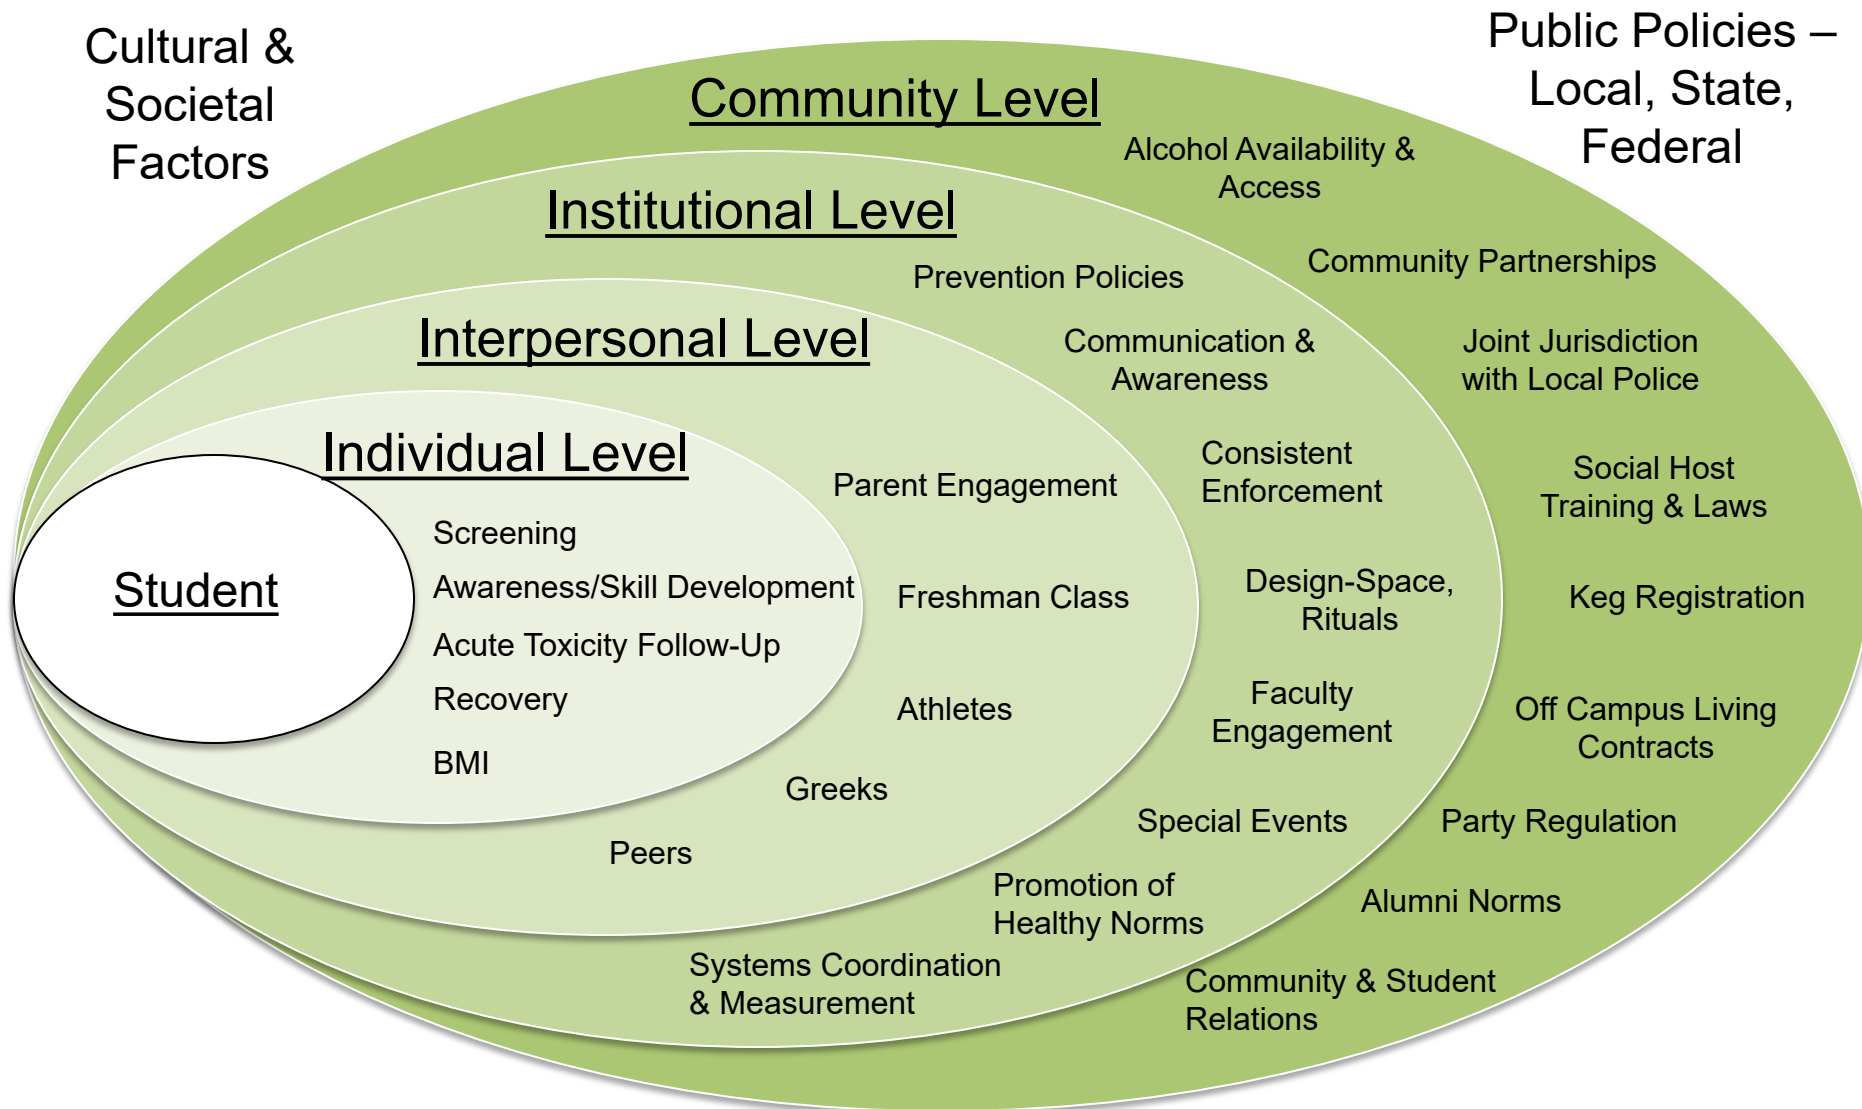 Cultural &
Societal
Factors
Public Policies –
Local, State,
Federal
Community Level
Alcohol Availability &
Access
Community Partnerships
Joint Jurisdiction
with Local Police
Social Host
Training & Laws
Keg Registration
Off Campus Living
Contracts
Party Regulation
Alumni Norms
Community & Student
Relations
Institutional Level
Prevention Policies
Communication &
Awareness
Consistent
Enforcement
Design-Space,
Rituals
Faculty
Engagement
Special Events
Promotion of
Healthy Norms
Systems Coordination
& Measurement
Interpersonal Level
Parent Engagement
Freshman Class
Athletes
Greeks
Peers
Individual Level
Screening
Awareness/Skill Development
Acute Toxicity Follow-Up
Recovery
BMI
Student